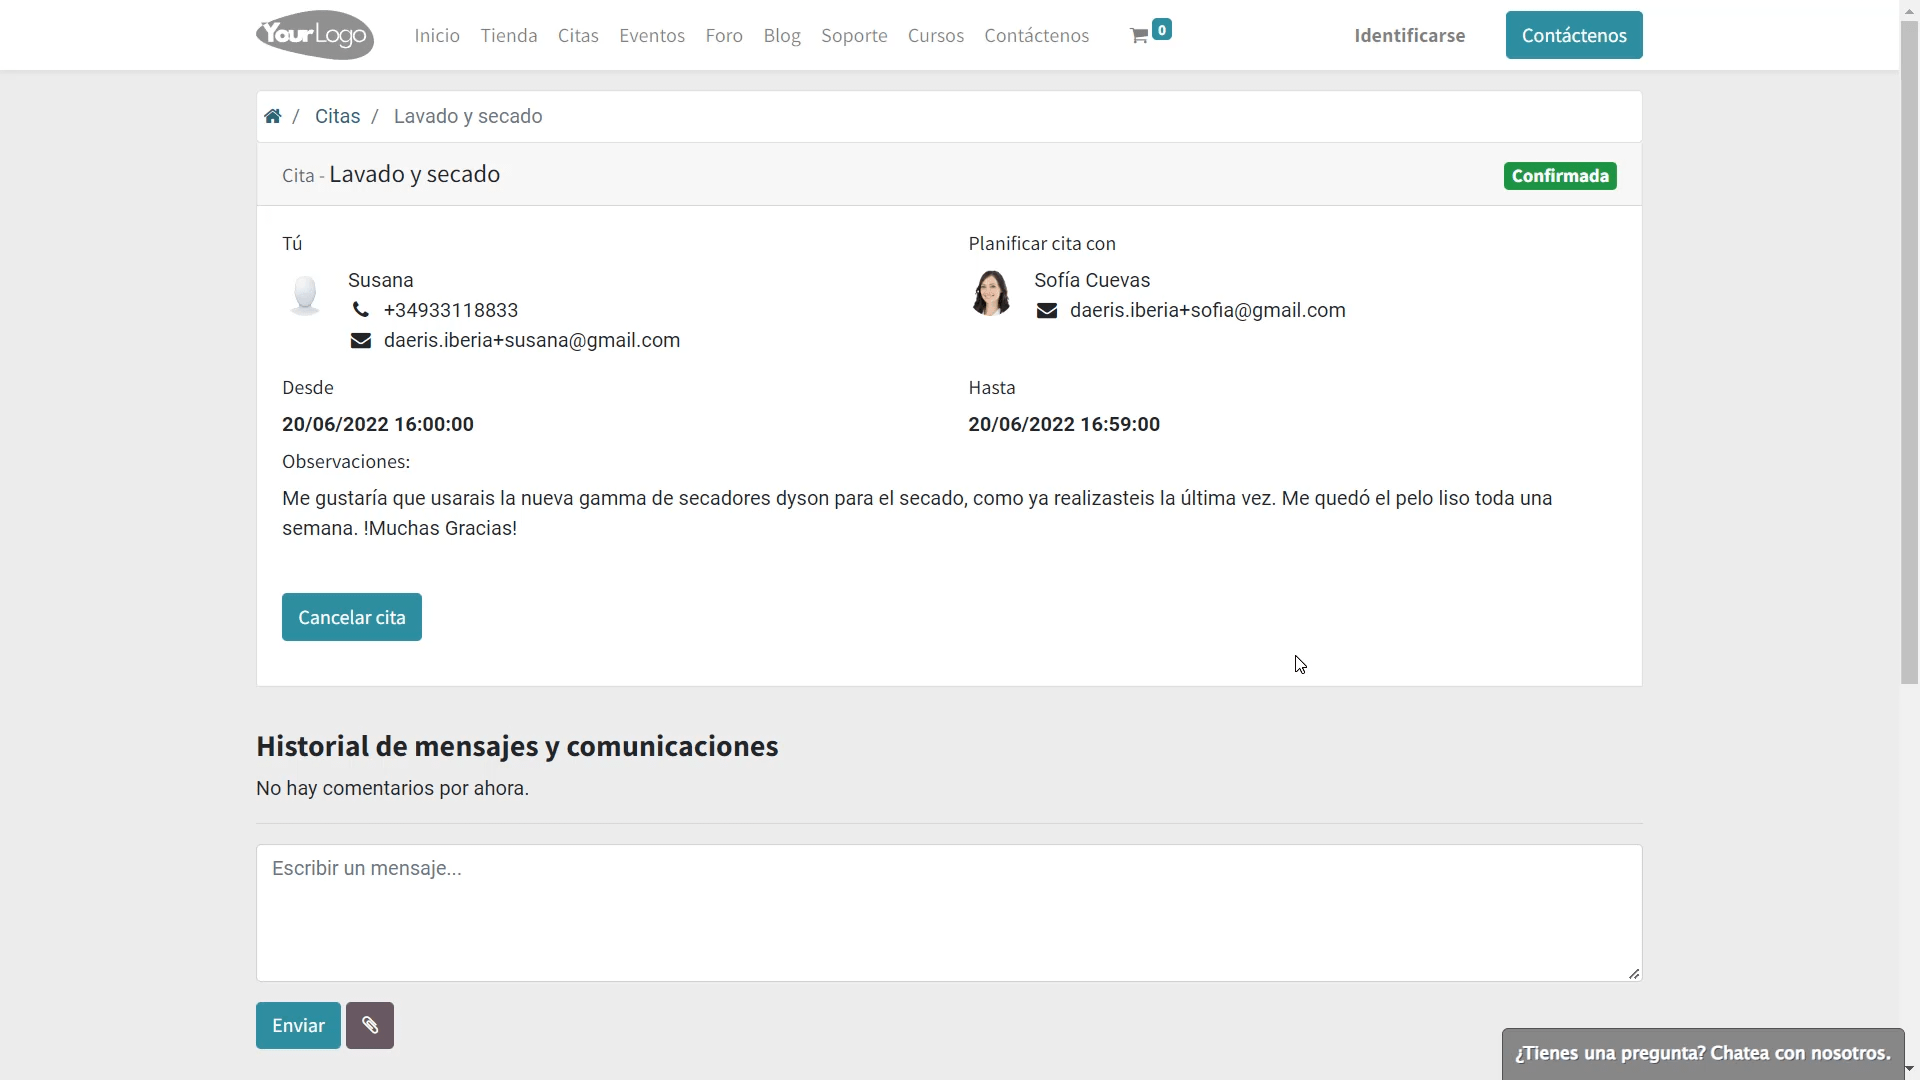 YourLogo
Inicio Tienda Citas Eventos Foro Blog Soporte Cursos Contáctenos 0 Identificarse Contáctenos
/ Citas / Lavado y secado
Cita - Lavado y secado Confirmada
Tú Planificar cita con
Susana Sofía Cuevas
+34933118833 daeris.iberia+sofia@gmail.com
daeris.iberia+susana@gmail.com
Desde Hasta
20/06/2022 16:00:00 20/06/2022 16:59:00
Observaciones:
Me gustaría que usarais la nueva gamma de secadores dyson para el secado, como ya realizasteis la última vez. Me quedó el pelo liso toda una
semana. !Muchas Gracias!
Cancelar cita
Historial de mensajes y comunicaciones
No hay comentarios por ahora.
Escribir un mensaje...
Enviar
¿Tienes una pregunta? Chatea con nosotros.